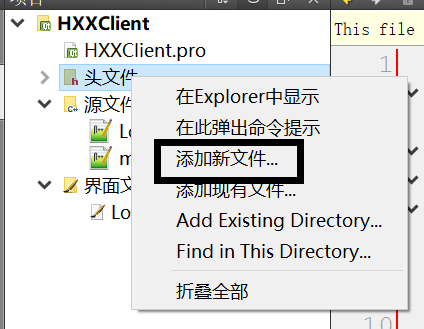 项目
HXXClient
This file
HXXClient.pro
1
头文件
源文件
在Explorer中显示
Lo
在此弹出命令提示
m
添加新文件...
界面文
添加现有文件...
Lo
Add Existing Directory...
Find in This Directory...
折叠全部
10